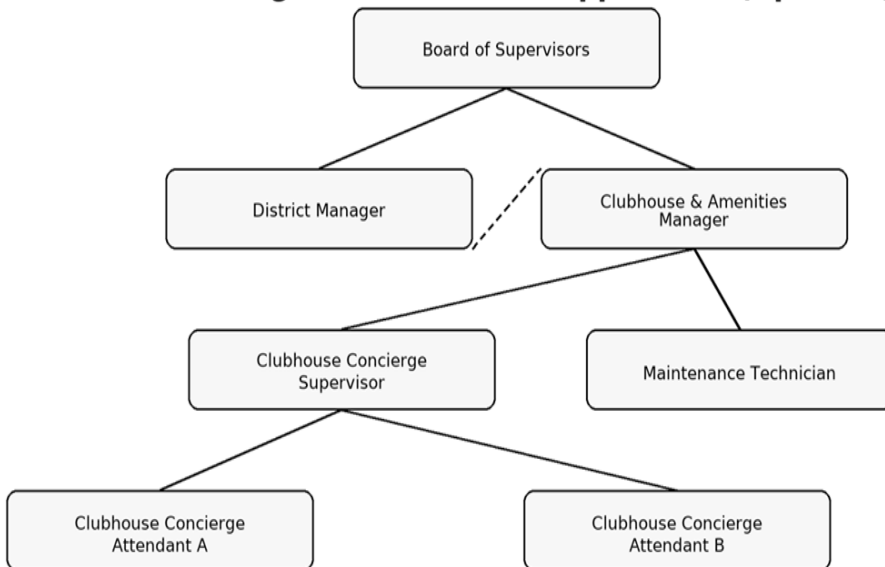 Board of Supervisors
District Manager
Clubhouse & Amenities
Manager
Clubhouse Concierge
Supervisor
Maintenance Technician
Clubhouse Concierge
Attendant A
Clubhouse Concierge
Attendant B